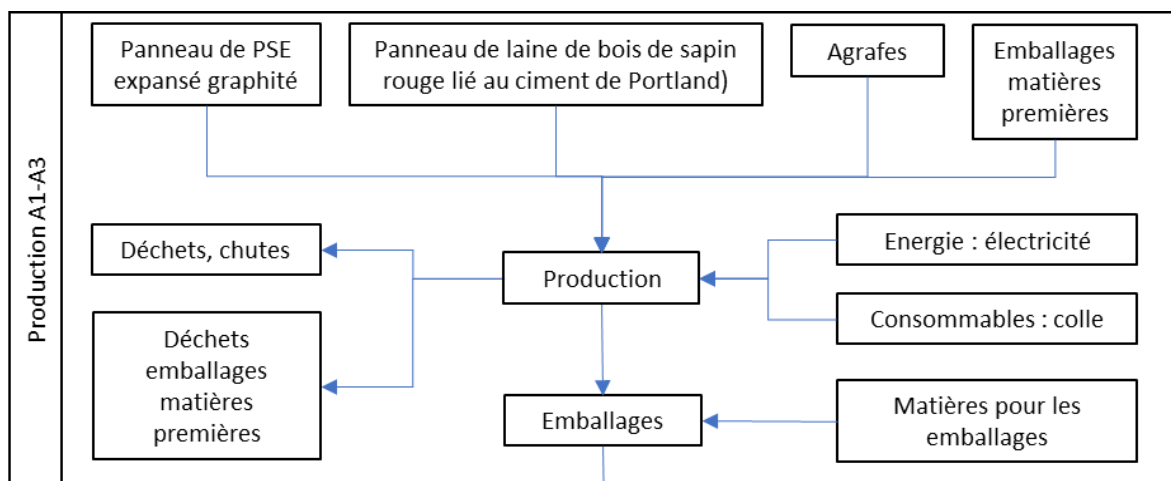 Production A1-A3
Panneau de PSE
expansé graphité
Panneau de laine de bois de sapin
rouge lié au ciment de Portland)
Agrafes
Emballages
matières
premières
Déchets, chutes
Production
Energie : électricité
Consommables : colle
Déchets
emballages
matières
premières
Emballages
Matières pour les
emballages